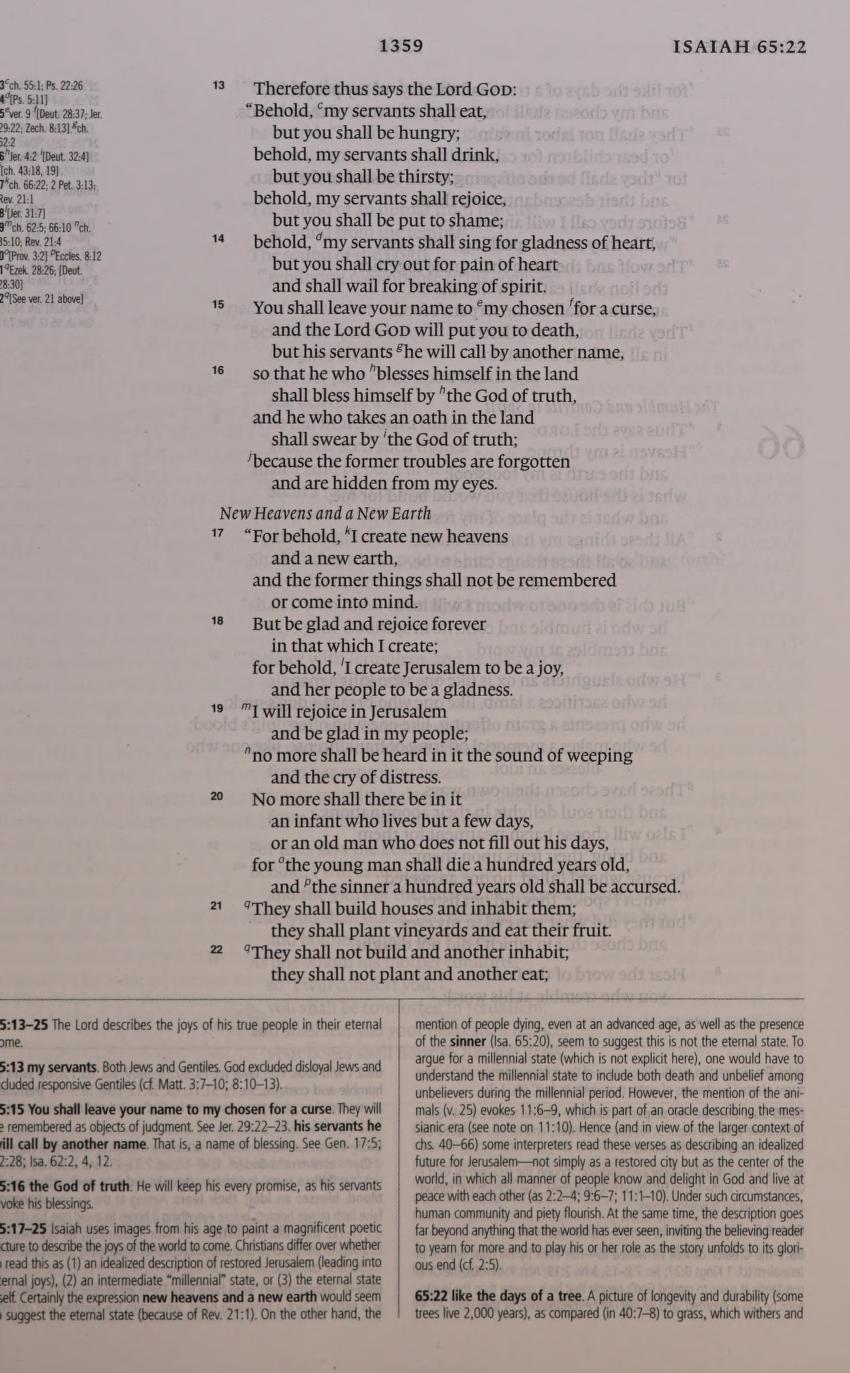 1359 ISAIAH 65:22
3cch. 55:1; Ps. 22:26
4d[Ps. 5:11]
5ever. 9 f[Deut. 28:37; Jer.
29:22; Zech. 8:13] gch.
62:2
6hJer. 4:2 i[Deut. 32:4]
[ch. 43:18, 19]
7kch. 66:22; 2 Pet. 3:13;
Rev. 21:1
8l[Jer. 31:7]
9mch. 62:5; 66:10 nch.
35:10; Rev. 21:4
0o[Prov. 3:2] pEccles. 8:12
1qEzek. 28:26; [Deut.
28:30]
2q[See ver. 21 above]
13 Therefore thus says the Lord GOD:
“Behold, cmy servants shall eat,
but you shall be hungry;
behold, my servants shall drink,
but you shall be thirsty;
behold, my servants shall rejoice,
but you shall be put to shame;
14 behold, dmy servants shall sing for gladness of heart,
but you shall cry out for pain of heart
and shall wail for breaking of spirit.
15 You shall leave your name to emy chosen ffor a curse,
and the Lord GOD will put you to death,
but his servants ghe will call by another name,
16 so that he who hblesses himself in the land
shall bless himself by hthe God of truth,
and he who takes an oath in the land
shall swear by ithe God of truth;
jbecause the former troubles are forgotten
and are hidden from my eyes.
New Heavens and a New Earth
17 “For behold, kI create new heavens
and a new earth,
and the former things shall not be remembered
or come into mind.
18 But be glad and rejoice forever
in that which I create;
for behold, lI create Jerusalem to be a joy,
and her people to be a gladness.
19 mI will rejoice in Jerusalem
and be glad in my people;
nno more shall be heard in it the sound of weeping
and the cry of distress.
20 No more shall there be in it
an infant who lives but a few days,
or an old man who does not fill out his days,
for othe young man shall die a hundred years old,
and pthe sinner a hundred years old shall be accursed.
21 qThey shall build houses and inhabit them;
they shall plant vineyards and eat their fruit.
22 qThey shall not build and another inhabit;
they shall not plant and another eat;
5:13–25 The Lord describes the joys of his true people in their eternal
ome.
5:13 my servants. Both Jews and Gentiles. God excluded disloyal Jews and
cluded responsive Gentiles (cf. Matt. 3:7–10; 8:10–13).
5:15 You shall leave your name to my chosen for a curse. They will
e remembered as objects of judgment. See Jer. 29:22–23. his servants he
ill call by another name. That is, a name of blessing. See Gen. 17:5;
2:28; Isa. 62:2, 4, 12.
5:16 the God of truth. He will keep his every promise, as his servants
voke his blessings.
5:17–25 Isaiah uses images from his age to paint a magnificent poetic
cture to describe the joys of the world to come. Christians differ over whether
read this as (1) an idealized description of restored Jerusalem (leading into
ernal joys), (2) an intermediate “millennial” state, or (3) the eternal state
self. Certainly the expression new heavens and a new earth would seem
suggest the eternal state (because of Rev. 21:1). On the other hand, the
mention of people dying, even at an advanced age, as well as the presence
of the sinner (Isa. 65:20), seem to suggest this is not the eternal state. To
argue for a millennial state (which is not explicit here), one would have to
understand the millennial state to include both death and unbelief among
unbelievers during the millennial period. However, the mention of the ani-
mals (v. 25) evokes 11:6–9, which is part of an oracle describing the mes-
sianic era (see note on 11:10). Hence (and in view of the larger context of
chs. 40–66) some interpreters read these verses as describing an idealized
future for Jerusalem—not simply as a restored city but as the center of the
world, in which all manner of people know and delight in God and live at
peace with each other (as 2:2–4; 9:6–7; 11:1–10). Under such circumstances,
human community and piety flourish. At the same time, the description goes
far beyond anything that the world has ever seen, inviting the believing reader
to yearn for more and to play his or her role as the story unfolds to its glori-
ous end (cf. 2:5).
65:22 like the days of a tree. A picture of longevity and durability (some
trees live 2,000 years), as compared (in 40:7–8) to grass, which withers and